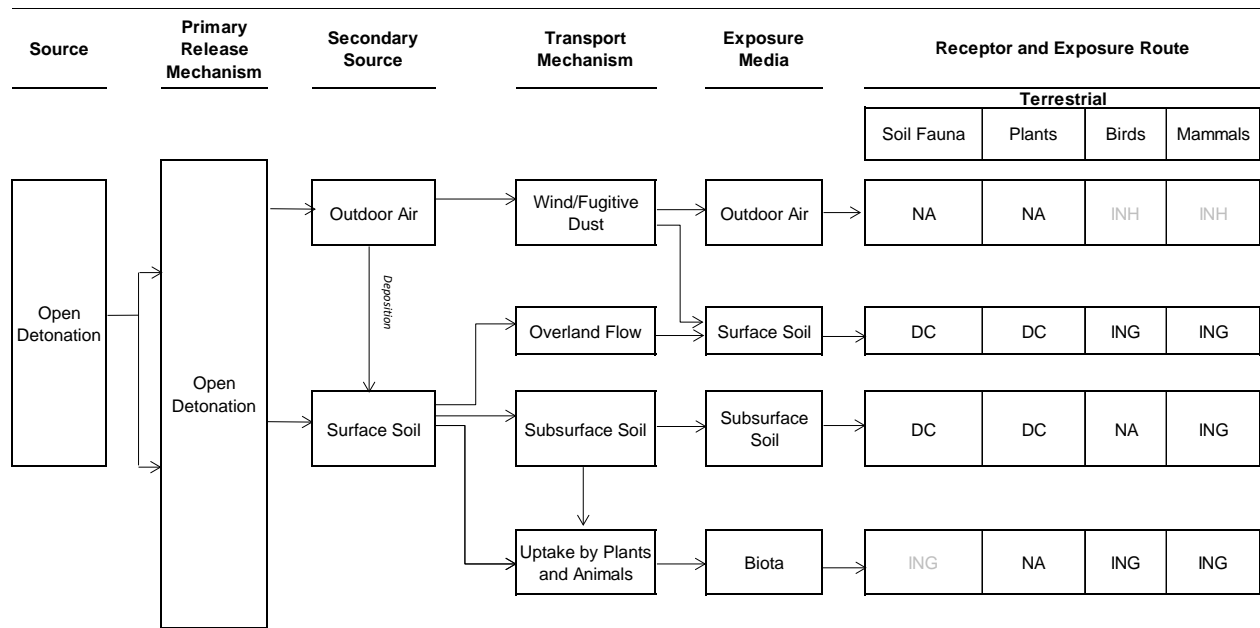 Source
Primary
Release
Mechanism
Secondary
Source
Transport
Mechanism
Exposure
Media
Receptor and Exposure Route
Terrestrial
Soil Fauna
Plants
Birds
Mammals
Open
Detonation
Open
Detonation
Outdoor Air
Deposition
Surface Soil
Wind/Fugitive
Dust
Overland Flow
Subsurface Soil
Uptake by Plants
and Animals
Outdoor Air
Surface Soil
Subsurface
Soil
Biota
NA
NA
INH
INH
DC
DC
ING
ING
DC
DC
NA
ING
ING
NA
ING
ING